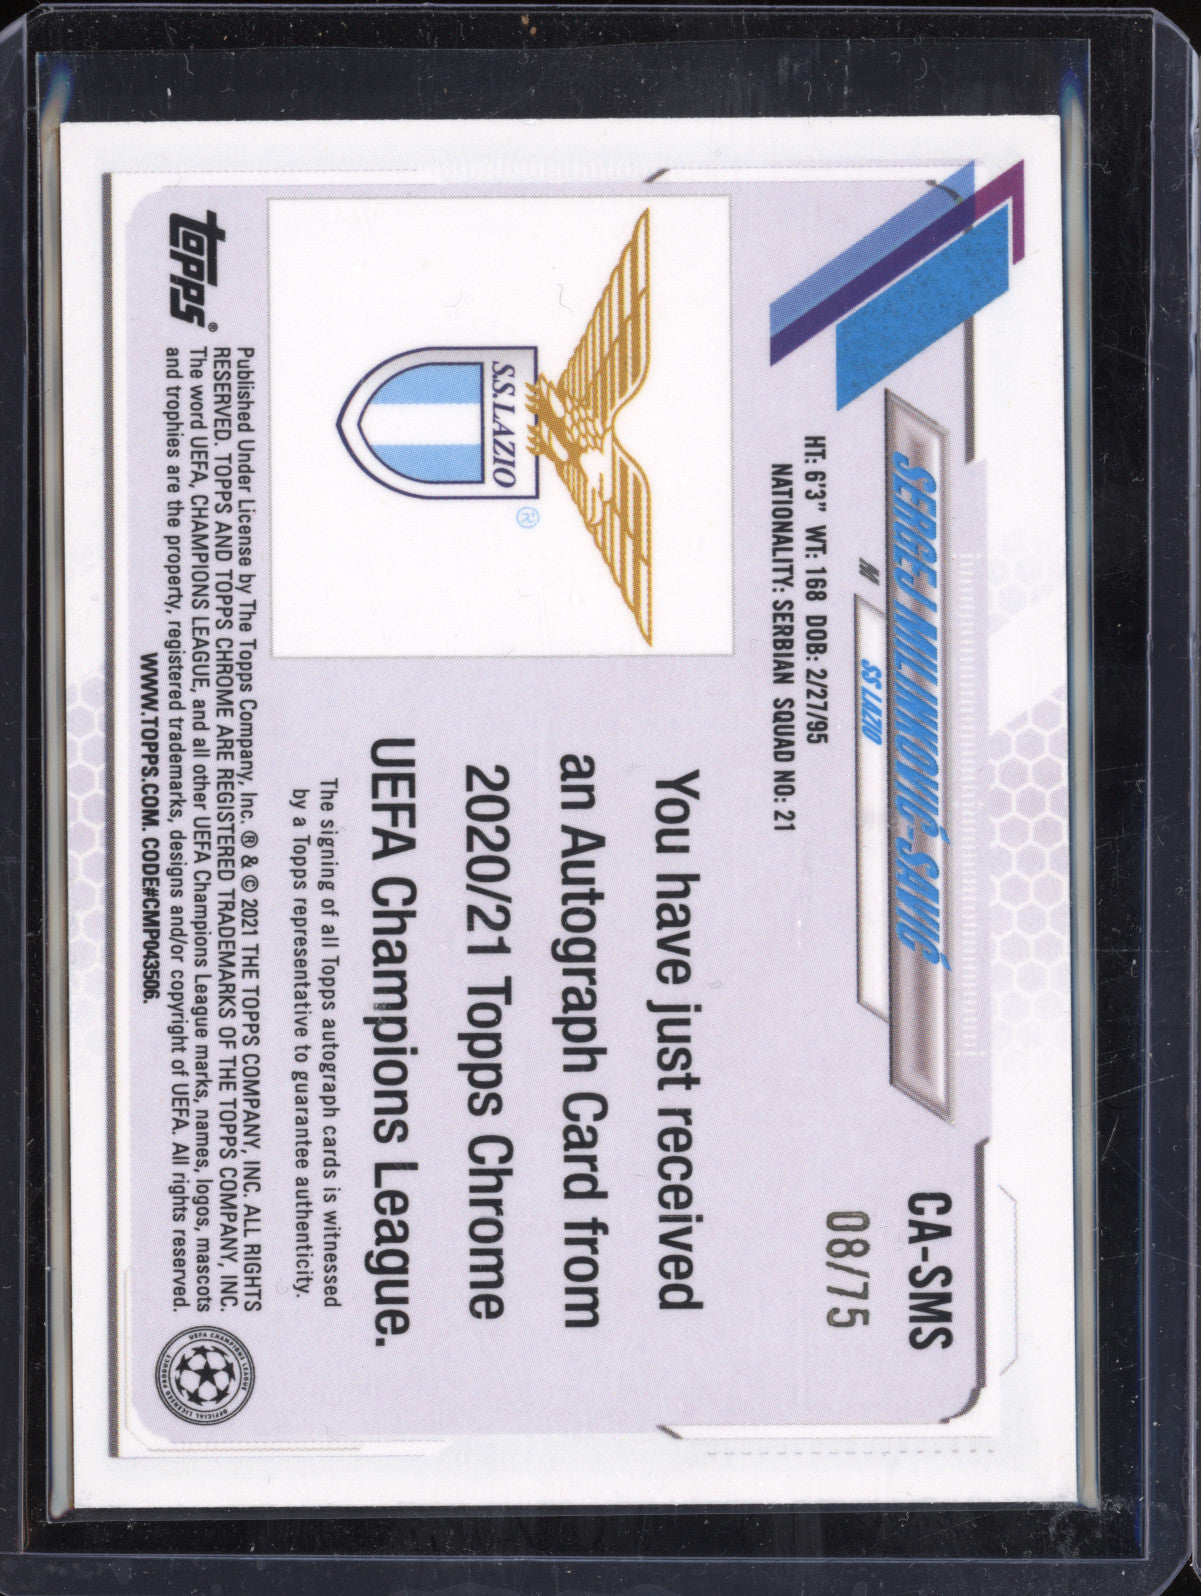 CA-SMS
SERGEJ MILINKOVIĆ-SAVIĆ
M
SS LAZIO
08/75
HT: 6'3" WT: 168 DOB: 2/27/95
NATIONALITY: SERBIAN SQUAD NO: 21
S.S.LAZIO
®
You have just received
an Autograph Card from
2020/21 Topps Chrome
UEFA Champions League.
The signing of all Topps autograph cards is witnessed
by a Topps representative to guarantee authenticity.
topps®
Published Under License by The Topps Company, Inc. ® & © 2021 THE TOPPS COMPANY, INC. ALL RIGHTS
RESERVED. TOPPS AND TOPPS CHROME ARE REGISTERED TRADEMARKS OF THE TOPPS COMPANY, INC.
The word UEFA, CHAMPIONS LEAGUE, and all other UEFA Champions League marks, names, logos, mascots
and trophies are the property, registered trademarks, designs and/or copyright of UEFA. All rights reserved.
WWW.TOPPS.COM. CODE#CMP043506.
UEFA CHAMPIONS LEAGUE
OFFICIAL LICENSED PRODUCT